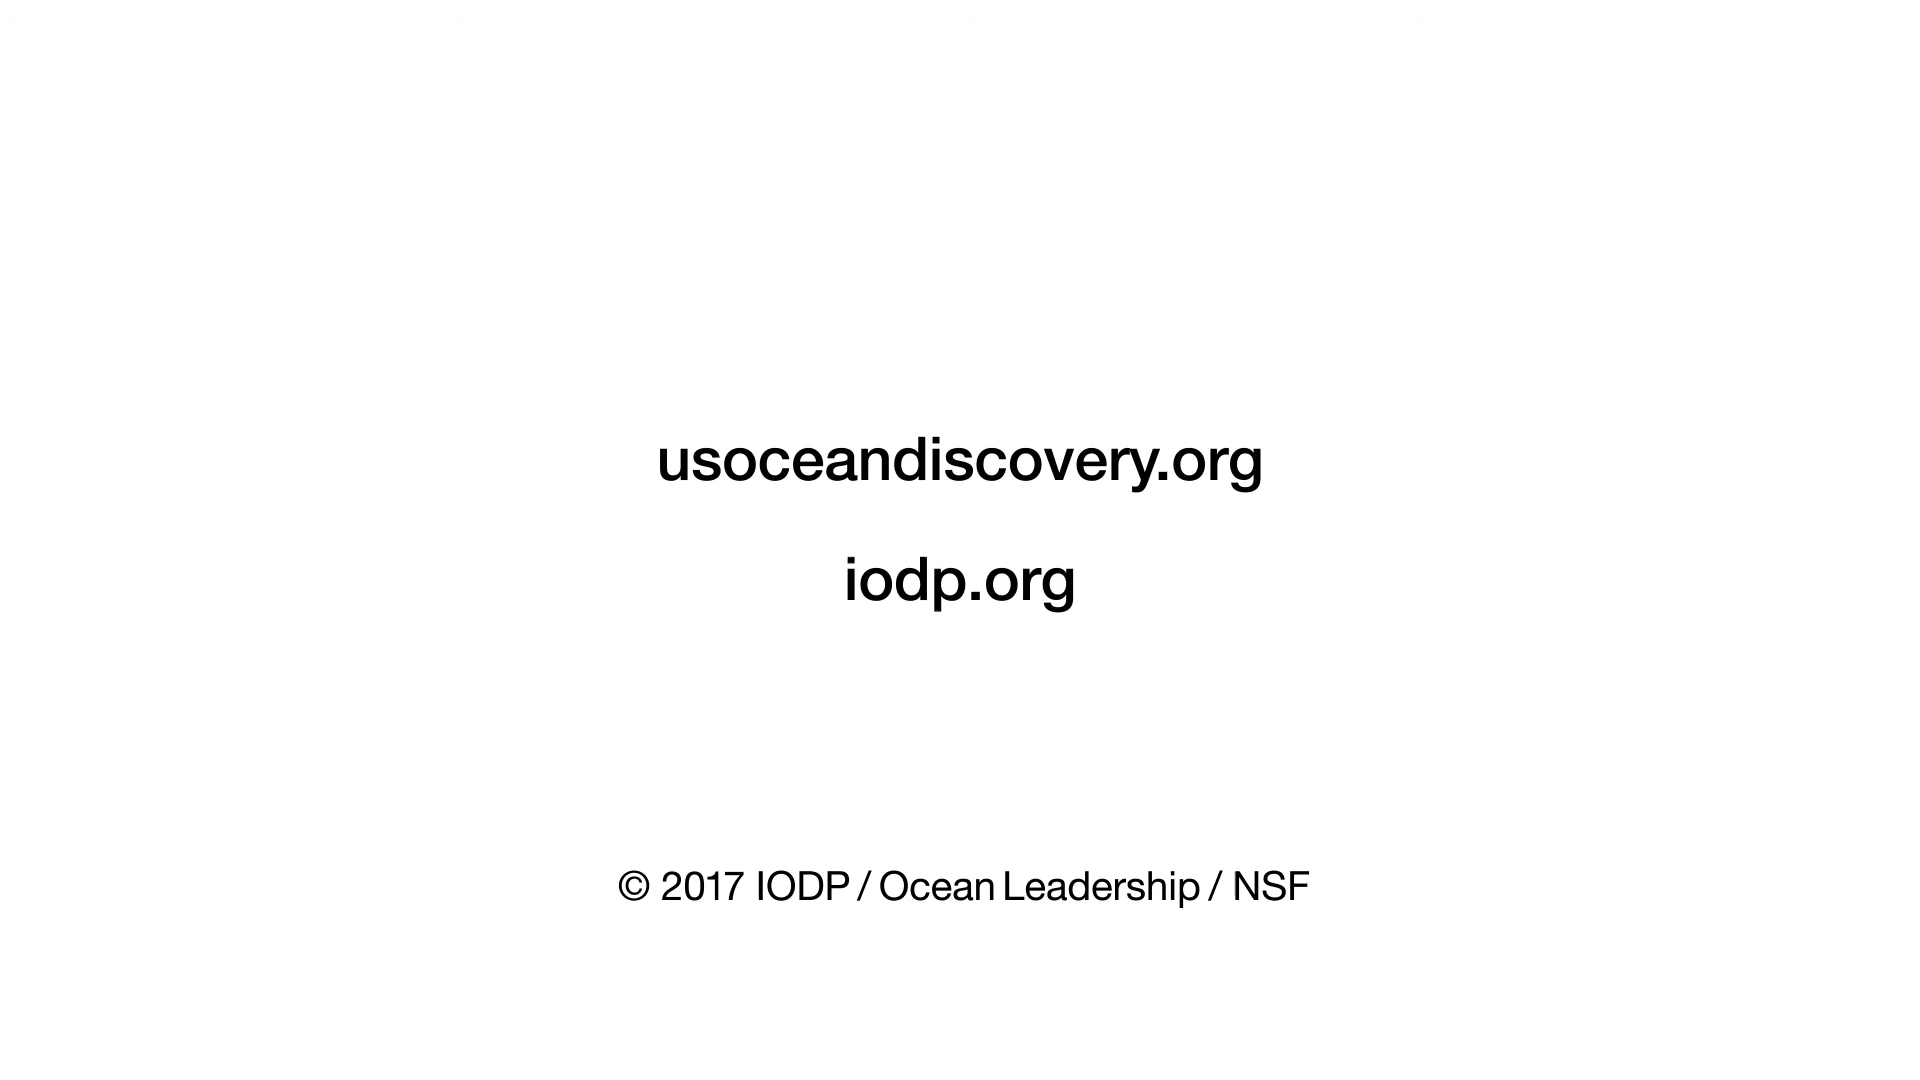 usoceandiscovery.org
iodp.org
© 2017 IODP / Ocean Leadership / NSF